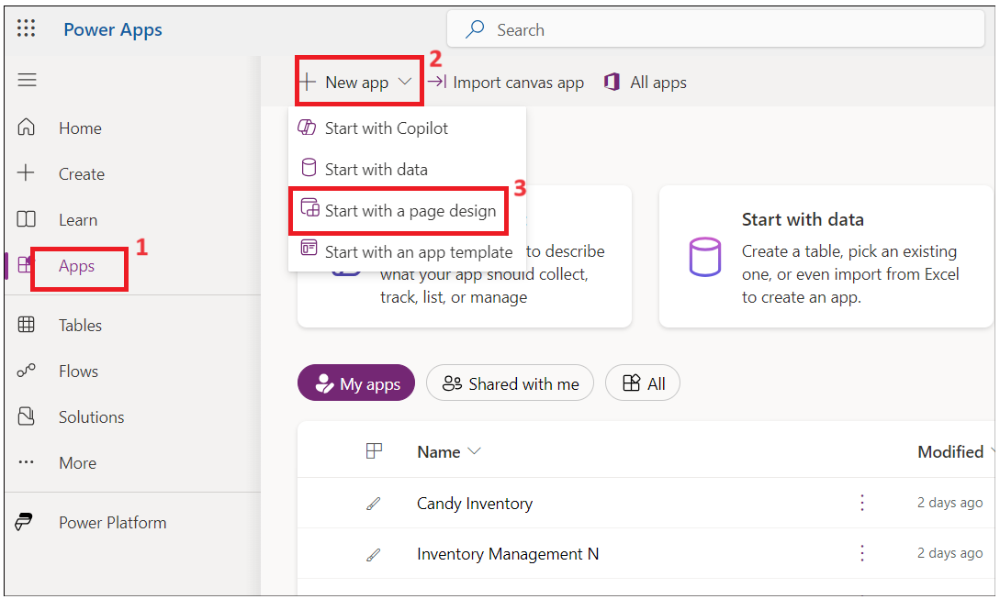 Power Apps
Search
Home
Create
Learn
1
Apps
Tables
Flows
Solutions
More
Power Platform
2
New app
Import canvas app
All apps
Start with Copilot
Start with data
3
Start with a page design
Start with an app template
to describe
what your app should collect,
track, list, or manage
Start with data
Create a table, pick an existing
one, or even import from Excel
to create an app.
My apps
Shared with me
All
Name
Modified
Candy Inventory
2 days ago
Inventory Management N
2 days ago